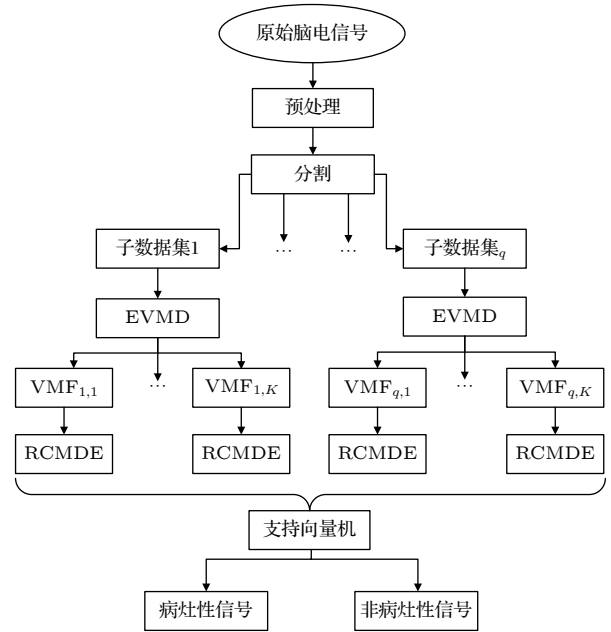 原始脑电信号
预处理
分割
子数据集1 … … 子数据集q
EVMD EVMD
VMF1,1 … VMF1,K VMFq,1 … VMFq,K
RCMDE RCMDE RCMDE RCMDE
支持向量机
病灶性信号 非病灶性信号